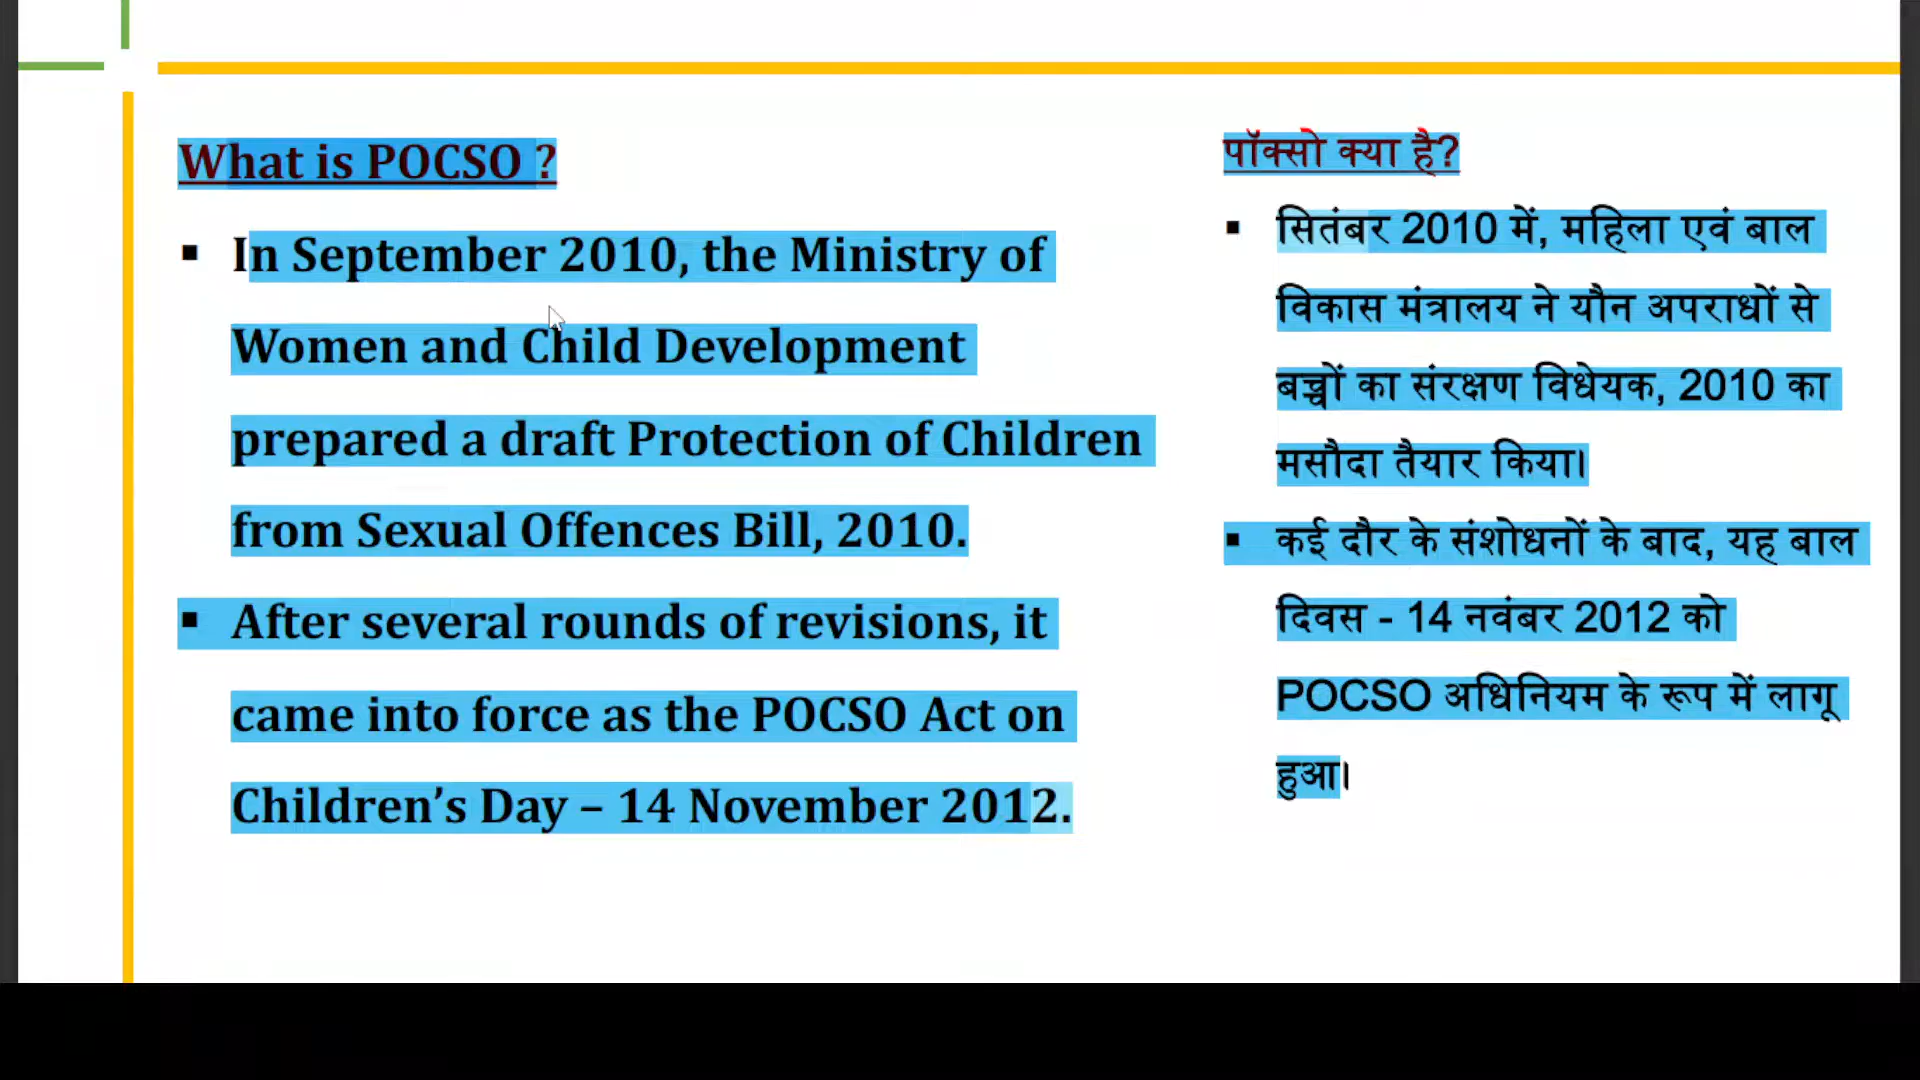 What is POCSO ?
▪ In September 2010, the Ministry of
Women and Child Development
prepared a draft Protection of Children
from Sexual Offences Bill, 2010.
▪ After several rounds of revisions, it
came into force as the POCSO Act on
Children’s Day – 14 November 2012.
पॉक्सो क्या है?
▪ सितंबर 2010 में, महिला एवं बाल
विकास मंत्रालय ने यौन अपराधों से
बच्चों का संरक्षण विधेयक, 2010 का
मसौदा तैयार किया।
▪ कई दौर के संशोधनों के बाद, यह बाल
दिवस - 14 नवंबर 2012 को
POCSO अधिनियम के रूप में लागू
हुआ।